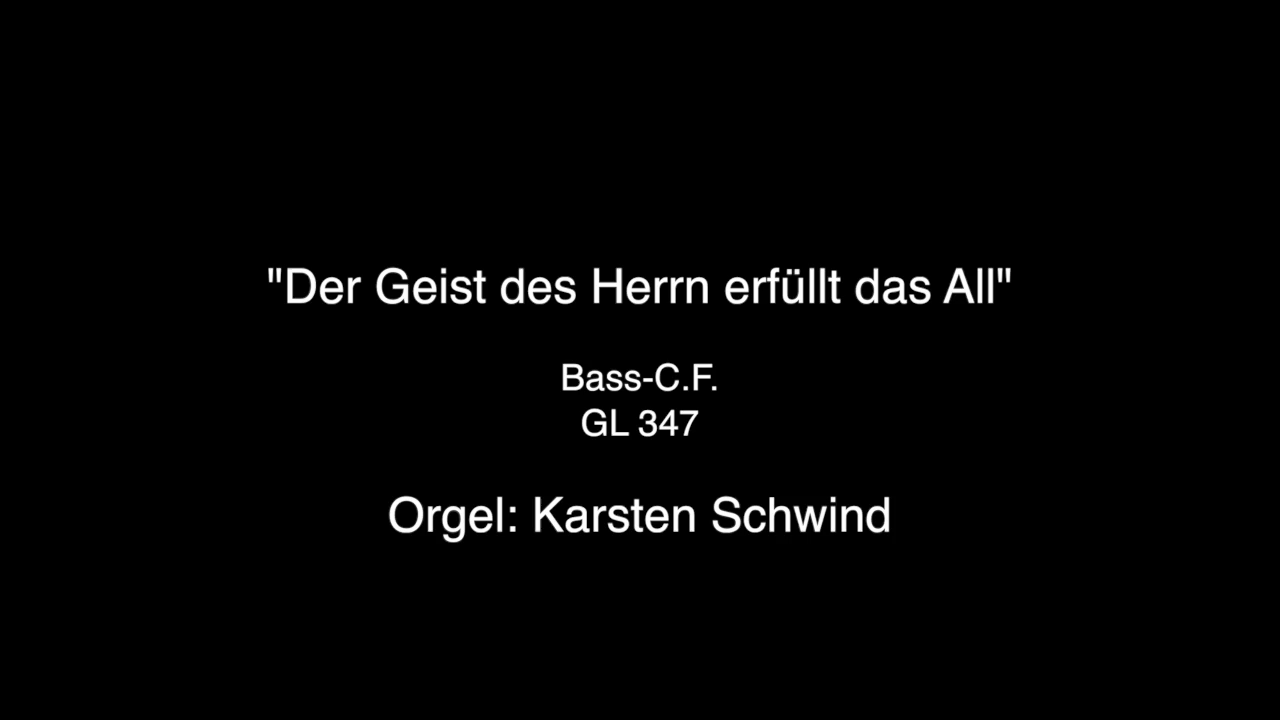 "Der Geist des Herrn erfüllt das All"
Bass-C.F.
GL 347
Orgel: Karsten Schwind